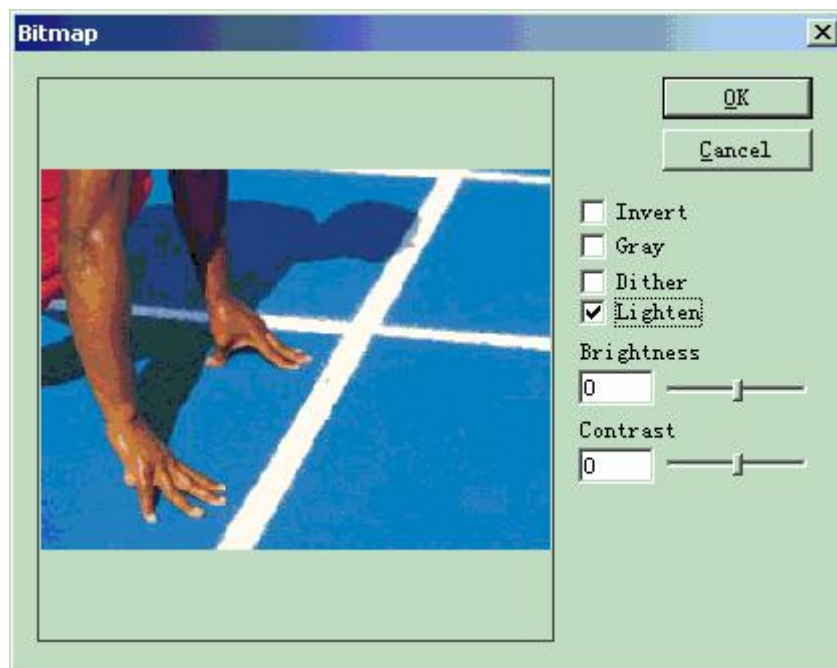 Bitmap
OK
Cancel
Invert
Gray
Dither
Lighten
Brightness
0
Contrast
0